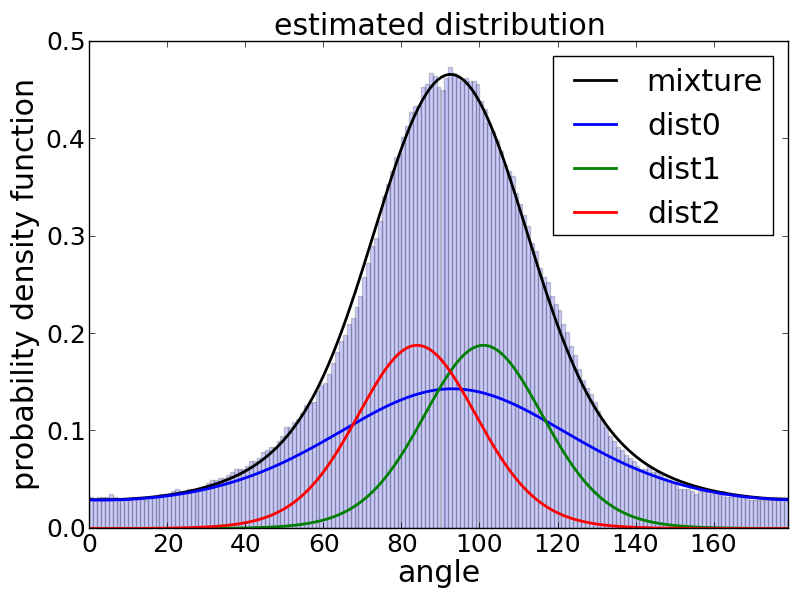 estimated distribution
probability density function
0.5
0.4
0.3
0.2
0.1
0.0
mixture
dist0
dist1
dist2
0 20 40 60 80 100 120 140 160
angle